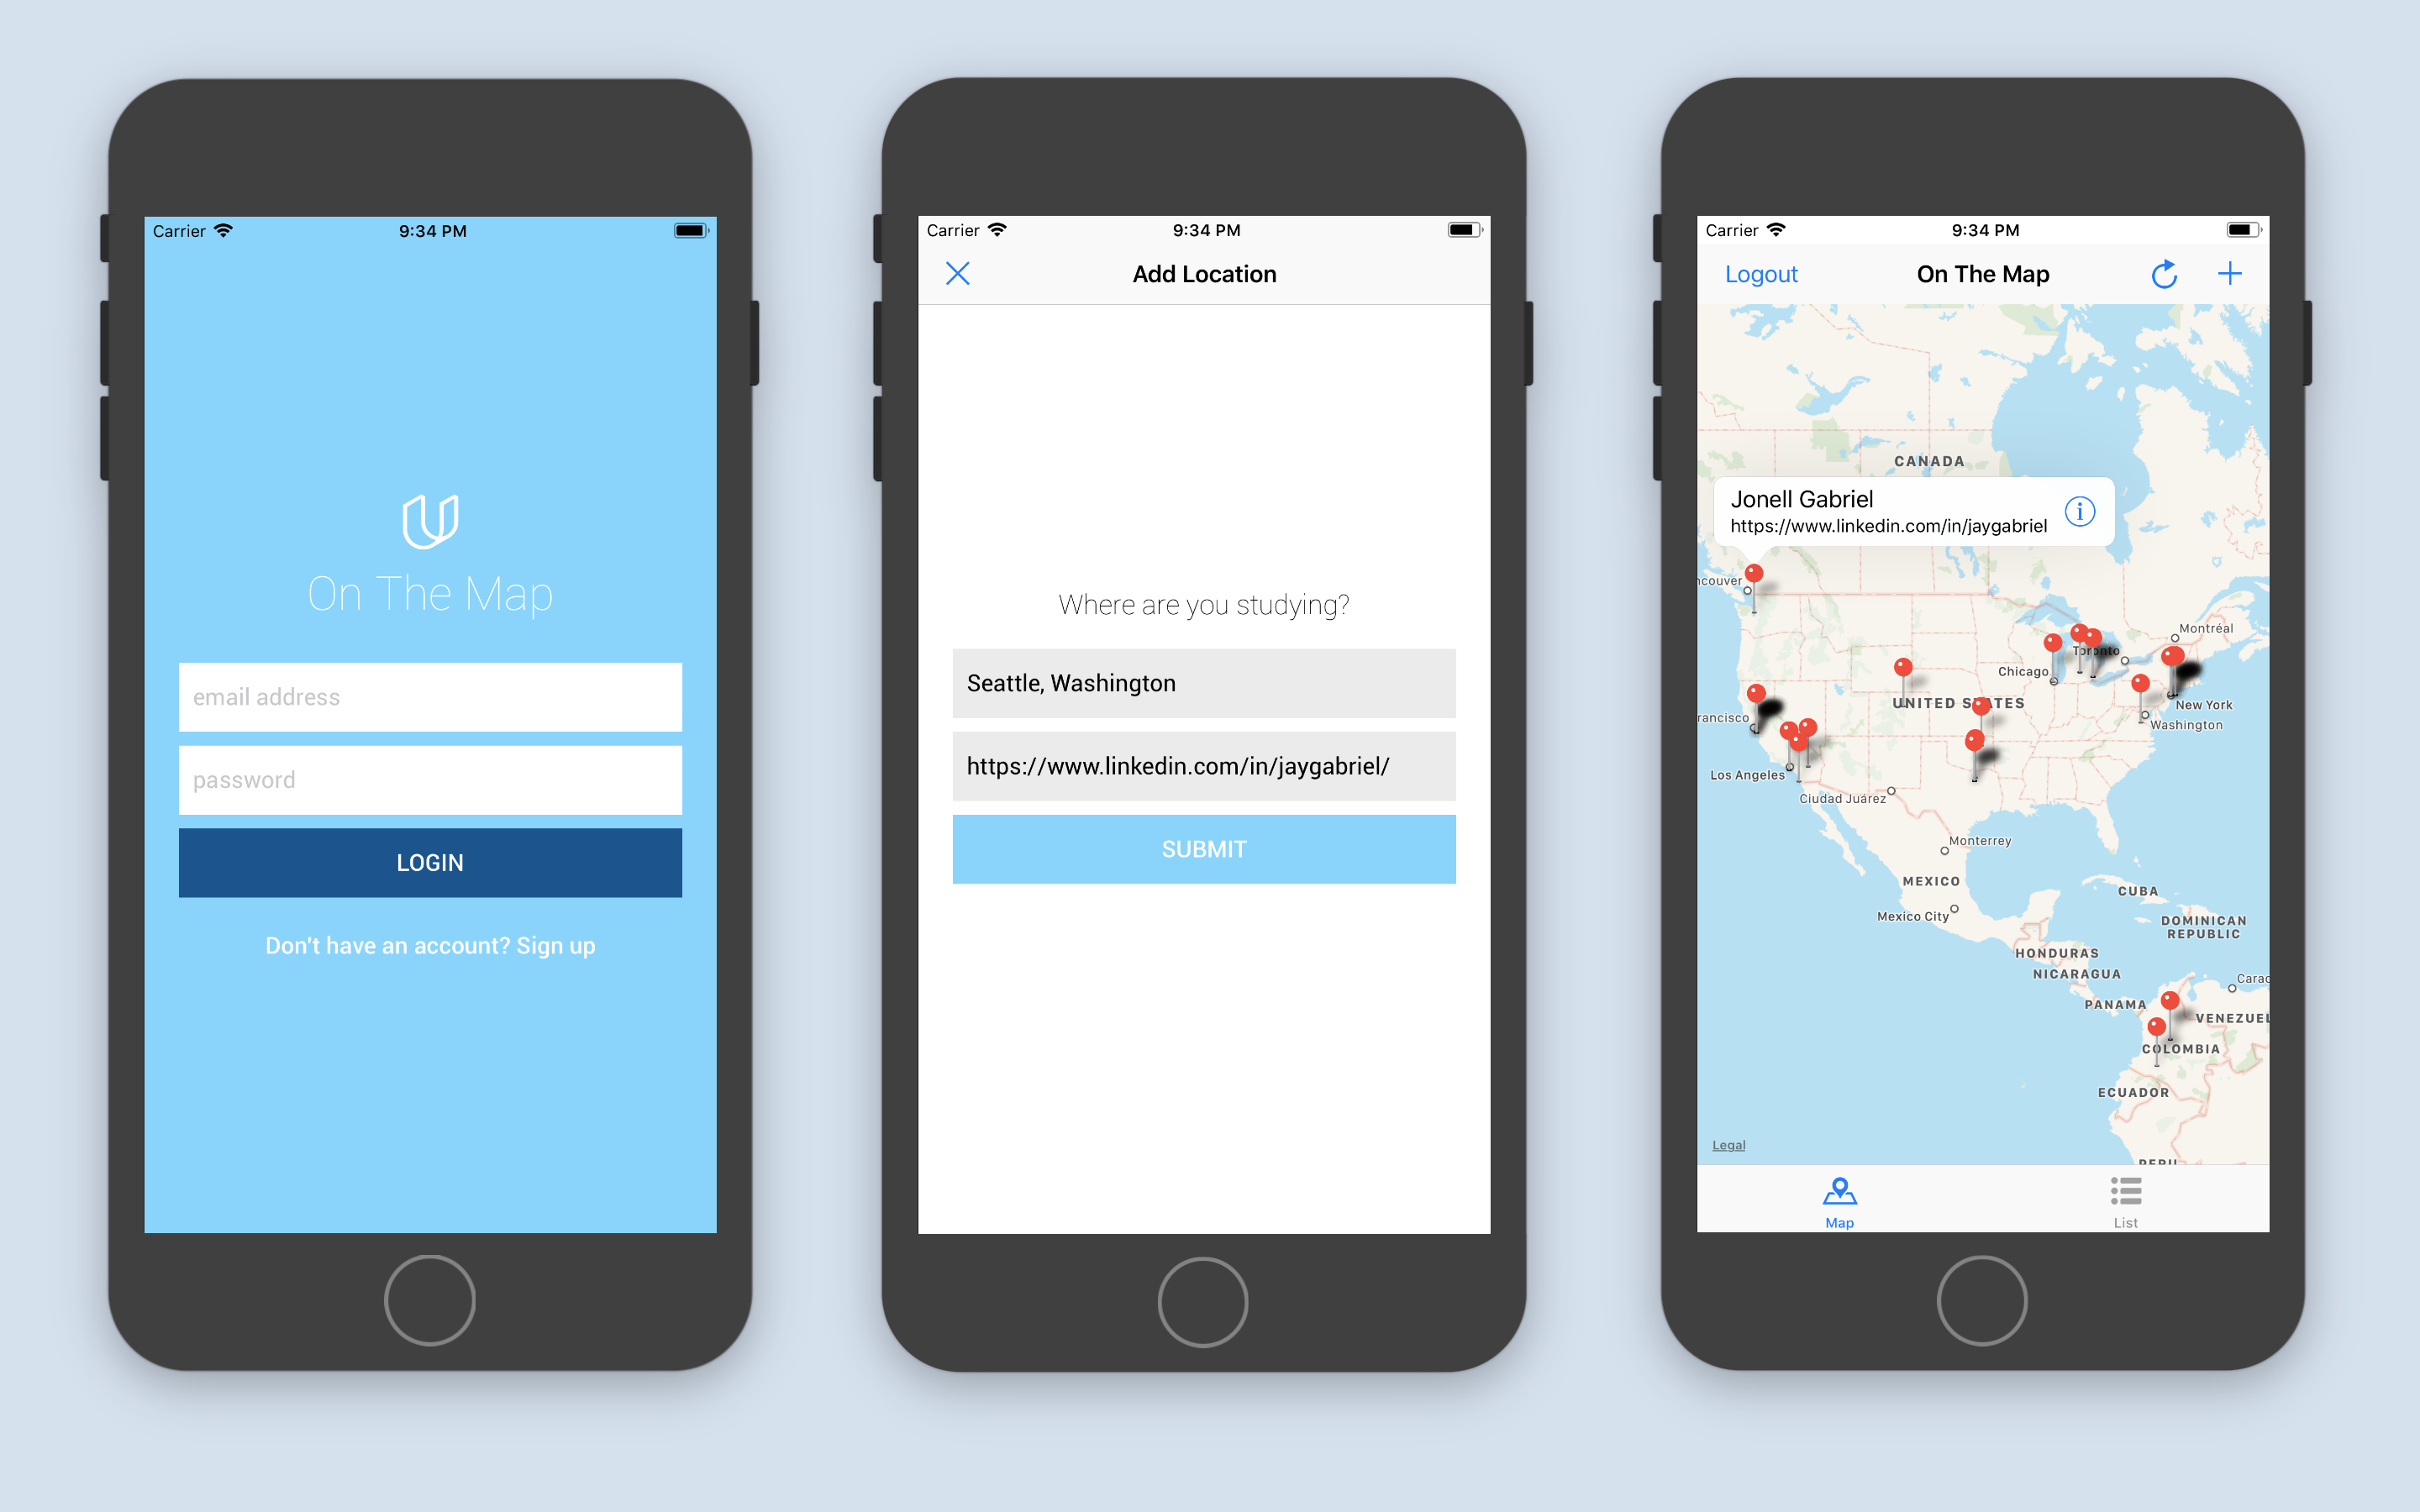 Carrier 9:34 PM
On The Map
email address
password
LOGIN
Don't have an account? Sign up
Carrier 9:34 PM
Add Location
Where are you studying?
Seattle, Washington
https://www.linkedin.com/in/jaygabriel/
SUBMIT
Carrier 9:34 PM
Logout On The Map
CANADA
Jonell Gabriel
https://www.linkedin.com/in/jaygabriel
ncouver
Montréal
Toronto
Chicago
UNITED STATES
New York
rancisco
Washington
Los Angeles
Ciudad Juárez
Monterrey
MEXICO
CUBA
Mexico City
DOMINICAN
REPUBLIC
HONDURAS
NICARAGUA
Carac
PANAMA
VENEZUEL
COLOMBIA
ECUADOR
Legal
PERU
Map List